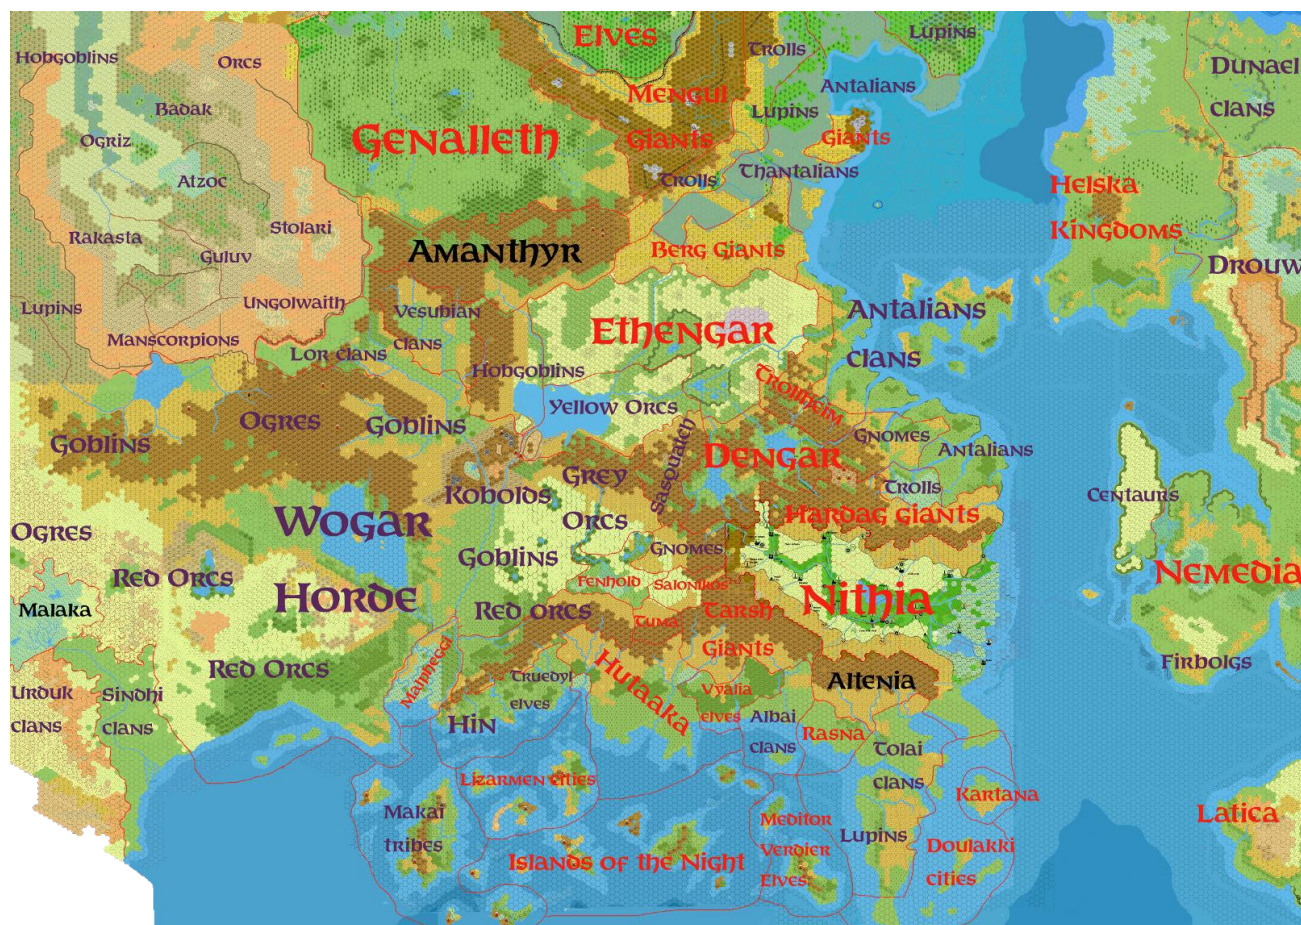 Elves
Lupins
Hobgoblins
Orcs
Trolls
Dunael
clans
Antalians
Mengul
Giants
Badak
Lupins
Genalleth
Ogriz
Giants
Thantalians
Trolls
Atzoc
Helska
Kingdoms
Stolari
Rakasta
Guluv
Amanthyr
Berg Giants
Drouw
Lupins
Ungolwaith
Vesubian
clans
Antalians
clans
Ethengar
Manscorpions
Lor clans
Hobgoblins
Trollheim
Yellow Orcs
Ogres
Goblins
Goblins
Gnomes
Antalians
Sasquatch
Dengar
Grey
Orcs
Kobolds
Trolls
Centaurs
Wogar
Horde
Hardag giants
Ogres
Gnomes
Goblins
Red Orcs
Fenhold
Salonikos
Nemedia
Nithia
Malaka
Red orcs
Tuma
Tarsh
Giants
Red Orcs
Malpheggi
Hutaaka
Firbolgs
Truedyl
elves
Vyalia
elves
Altenia
Urduk
clans
Sindhi
clans
Hin
Albai
clans
Rasna
Tolai
clans
Lizarmen cities
Kartana
Makai
tribes
Meditor
Verdier
Elves
Lupins
Latica
Islands of the Night
Doulakki
cities